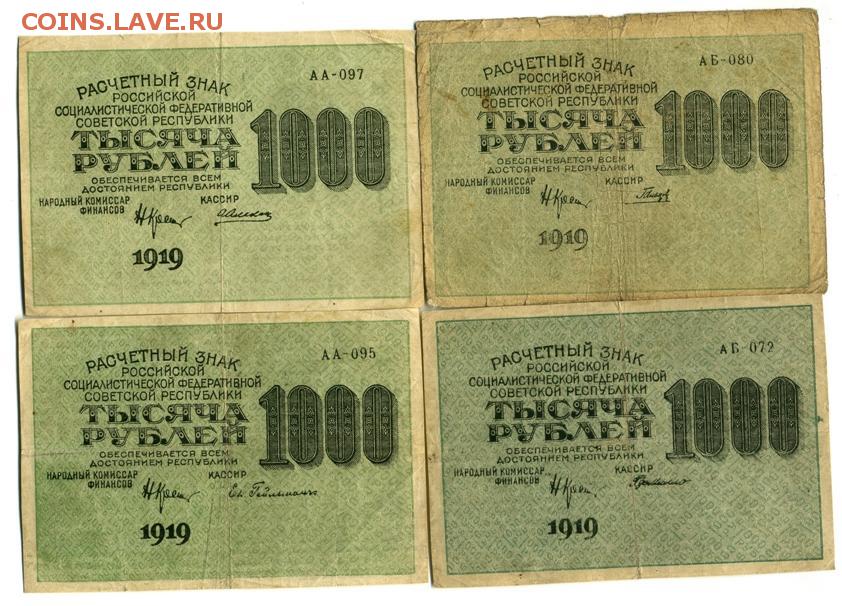 COINS.LAVE.RU
РАСЧЕТНЫЙ ЗНАК
АА-097
РОССИЙСКОЙ
СОЦИАЛИСТИЧЕСКОЙ ФЕДЕРАТИВНОЙ
СОВЕТСКОЙ РЕСПУБЛИКИ
ТЫСЯЧА
РУБЛЕЙ
1000
ОБЕСПЕЧИВАЕТСЯ ВСЕМ
ДОСТОЯНИЕМ РЕСПУБЛИКИ
НАРОДНЫЙ КОМИССАР
ФИНАНСОВ
КАССИР
1919
РАСЧЕТНЫЙ ЗНАК
АБ-080
РОССИЙСКОЙ
СОЦИАЛИСТИЧЕСКОЙ ФЕДЕРАТИВНОЙ
СОВЕТСКОЙ РЕСПУБЛИКИ
ТЫСЯЧА
РУБЛЕЙ
1000
ОБЕСПЕЧИВАЕТСЯ ВСЕМ
ДОСТОЯНИЕМ РЕСПУБЛИКИ
НАРОДНЫЙ КОМИССАР
ФИНАНСОВ
КАССИР
1919
РАСЧЕТНЫЙ ЗНАК
АА-095
РОССИЙСКОЙ
СОЦИАЛИСТИЧЕСКОЙ ФЕДЕРАТИВНОЙ
СОВЕТСКОЙ РЕСПУБЛИКИ
ТЫСЯЧА
РУБЛЕЙ
1000
ОБЕСПЕЧИВАЕТСЯ ВСЕМ
ДОСТОЯНИЕМ РЕСПУБЛИКИ
НАРОДНЫЙ КОМИССАР
ФИНАНСОВ
КАССИР
1919
РАСЧЕТНЫЙ ЗНАК
АБ-072
РОССИЙСКОЙ
СОЦИАЛИСТИЧЕСКОЙ ФЕДЕРАТИВНОЙ
СОВЕТСКОЙ РЕСПУБЛИКИ
ТЫСЯЧА
РУБЛЕЙ
1000
ОБЕСПЕЧИВАЕТСЯ ВСЕМ
ДОСТОЯНИЕМ РЕСПУБЛИКИ
НАРОДНЫЙ КОМИССАР
ФИНАНСОВ
КАССИР
1919